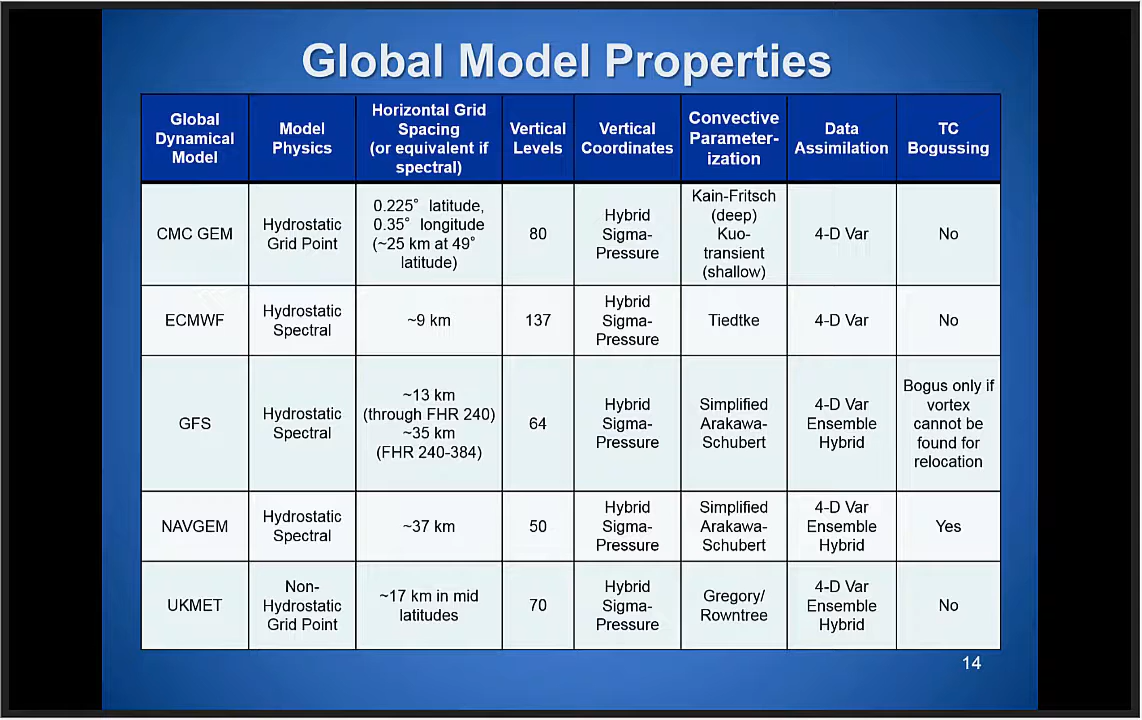 Global Model Properties
Global
Dynamical
Model
Model
Physics
Horizontal Grid
Spacing
(or equivalent if
spectral)
Vertical
Levels
Vertical
Coordinates
Convective
Parameter-
ization
Data
Assimilation
TC
Bogussing
CMC GEM
Hydrostatic
Grid Point
0.225° latitude,
0.35° longitude
(~25 km at 49°
latitude)
80
Hybrid
Sigma-
Pressure
Kain-Fritsch
(deep)
Kuo-
transient
(shallow)
4-D Var
No
ECMWF
Hydrostatic
Spectral
~9 km
137
Hybrid
Sigma-
Pressure
Tiedtke
4-D Var
No
GFS
Hydrostatic
Spectral
~13 km
(through FHR 240)
~35 km
(FHR 240-384)
64
Hybrid
Sigma-
Pressure
Simplified
Arakawa-
Schubert
4-D Var
Ensemble
Hybrid
Bogus only if
vortex
cannot be
found for
relocation
NAVGEM
Hydrostatic
Spectral
~37 km
50
Hybrid
Sigma-
Pressure
Simplified
Arakawa-
Schubert
4-D Var
Ensemble
Hybrid
Yes
UKMET
Non-
Hydrostatic
Grid Point
~17 km in mid
latitudes
70
Hybrid
Sigma-
Pressure
Gregory/
Rowntree
4-D Var
Ensemble
Hybrid
No
14